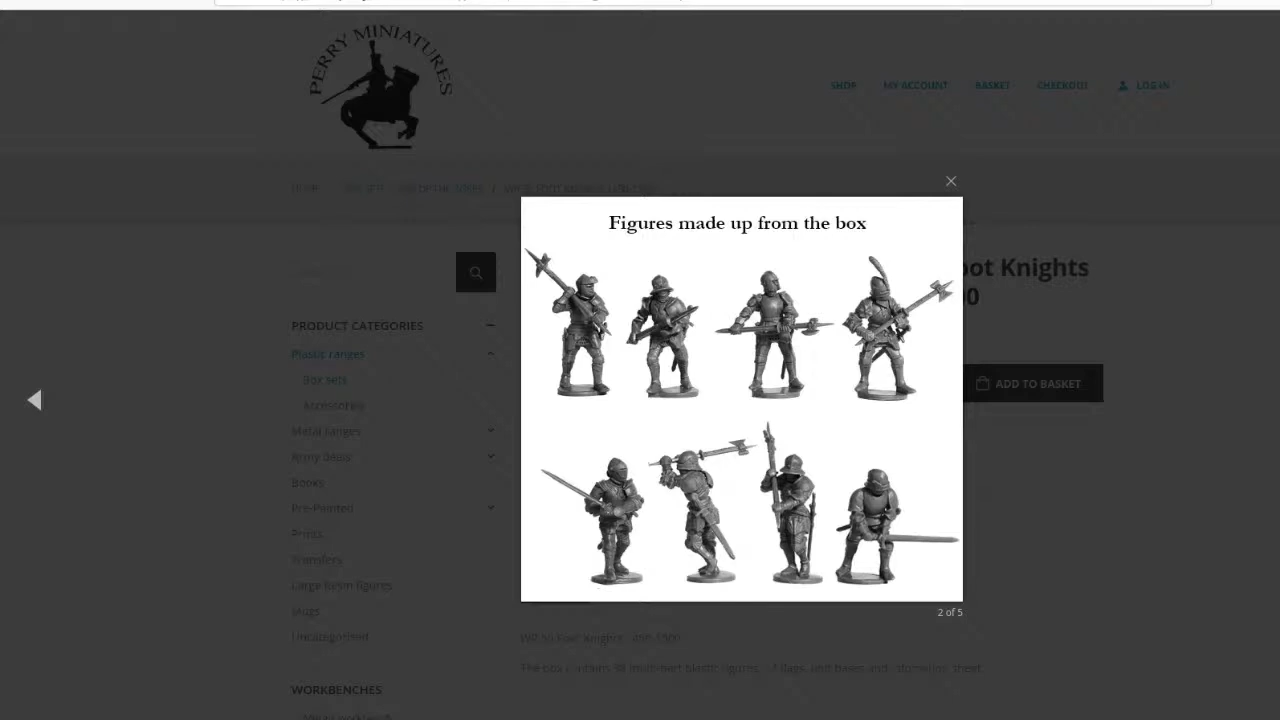 PERRY MINIATURES
SHOP MY ACCOUNT BASKET CHECKOUT LOG IN
HOME
Figures made up from the box
oot Knights
00
PRODUCT CATEGORIES
Plastic ranges
Box sets
Accessories
Metal ranges
Army Deals
Books
Pre-Painted
Prints
Transfers
Large Resin figures
Mugs
Uncategorised
ADD TO BASKET
2 of 5
WORKBENCHES